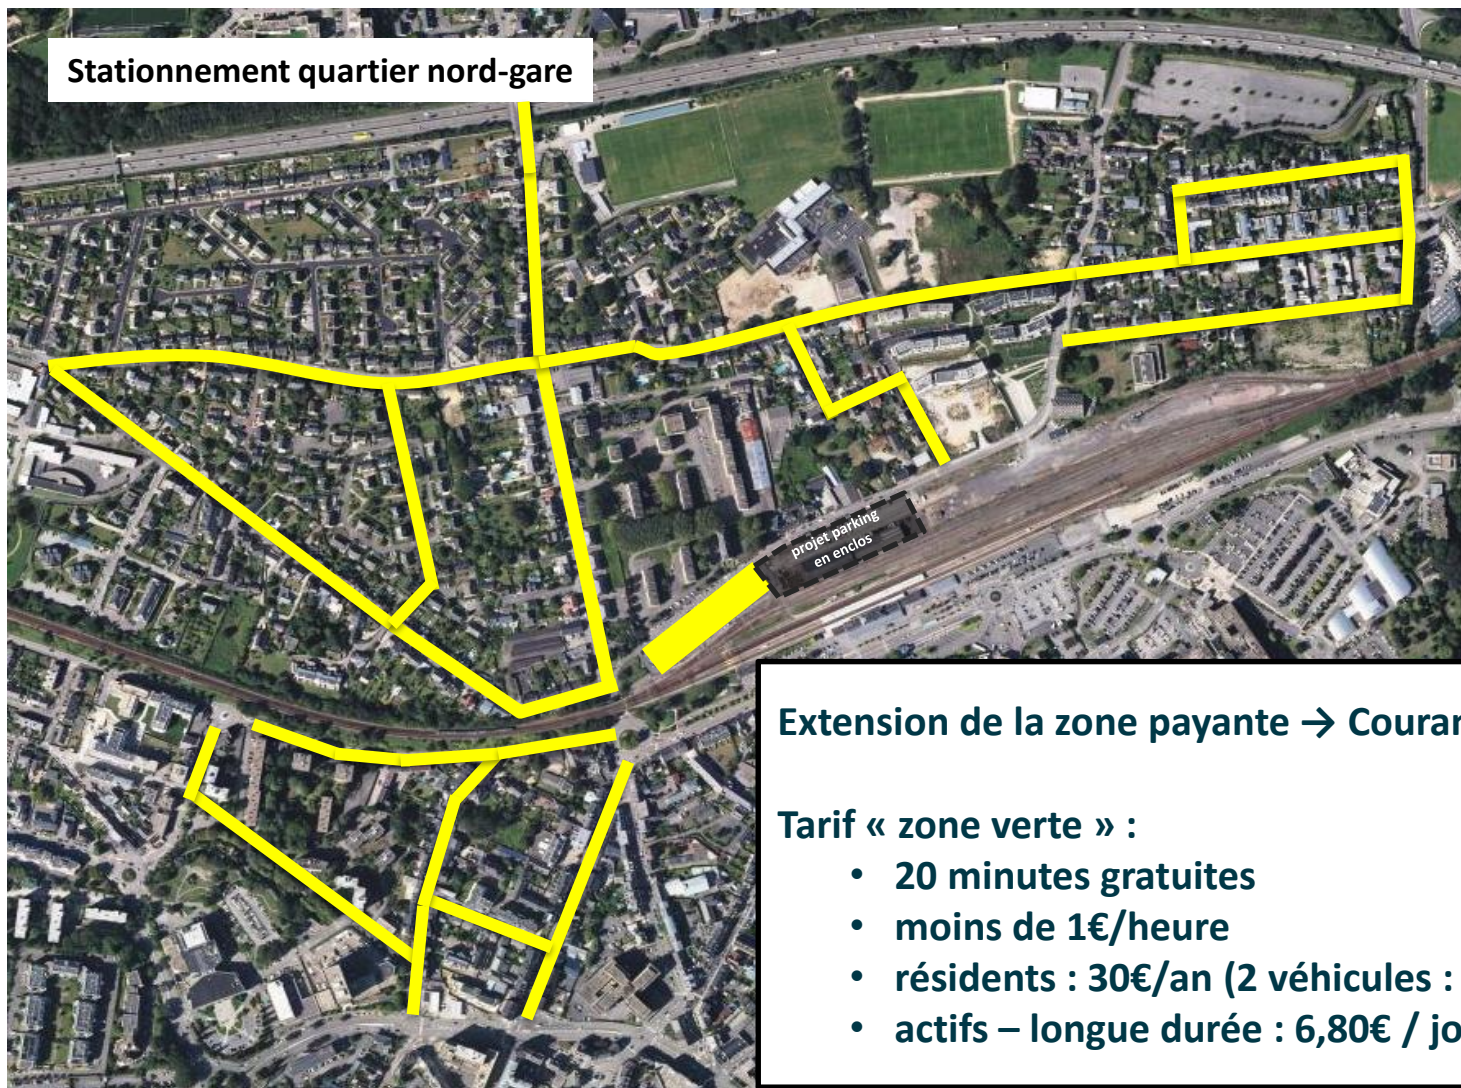 Stationnement quartier nord-gare
projet parking
en enclos
Extension de la zone payante → Couran
Tarif « zone verte » :
• 20 minutes gratuites
• moins de 1€/heure
• résidents : 30€/an (2 véhicules :
• actifs – longue durée : 6,80€ / jo